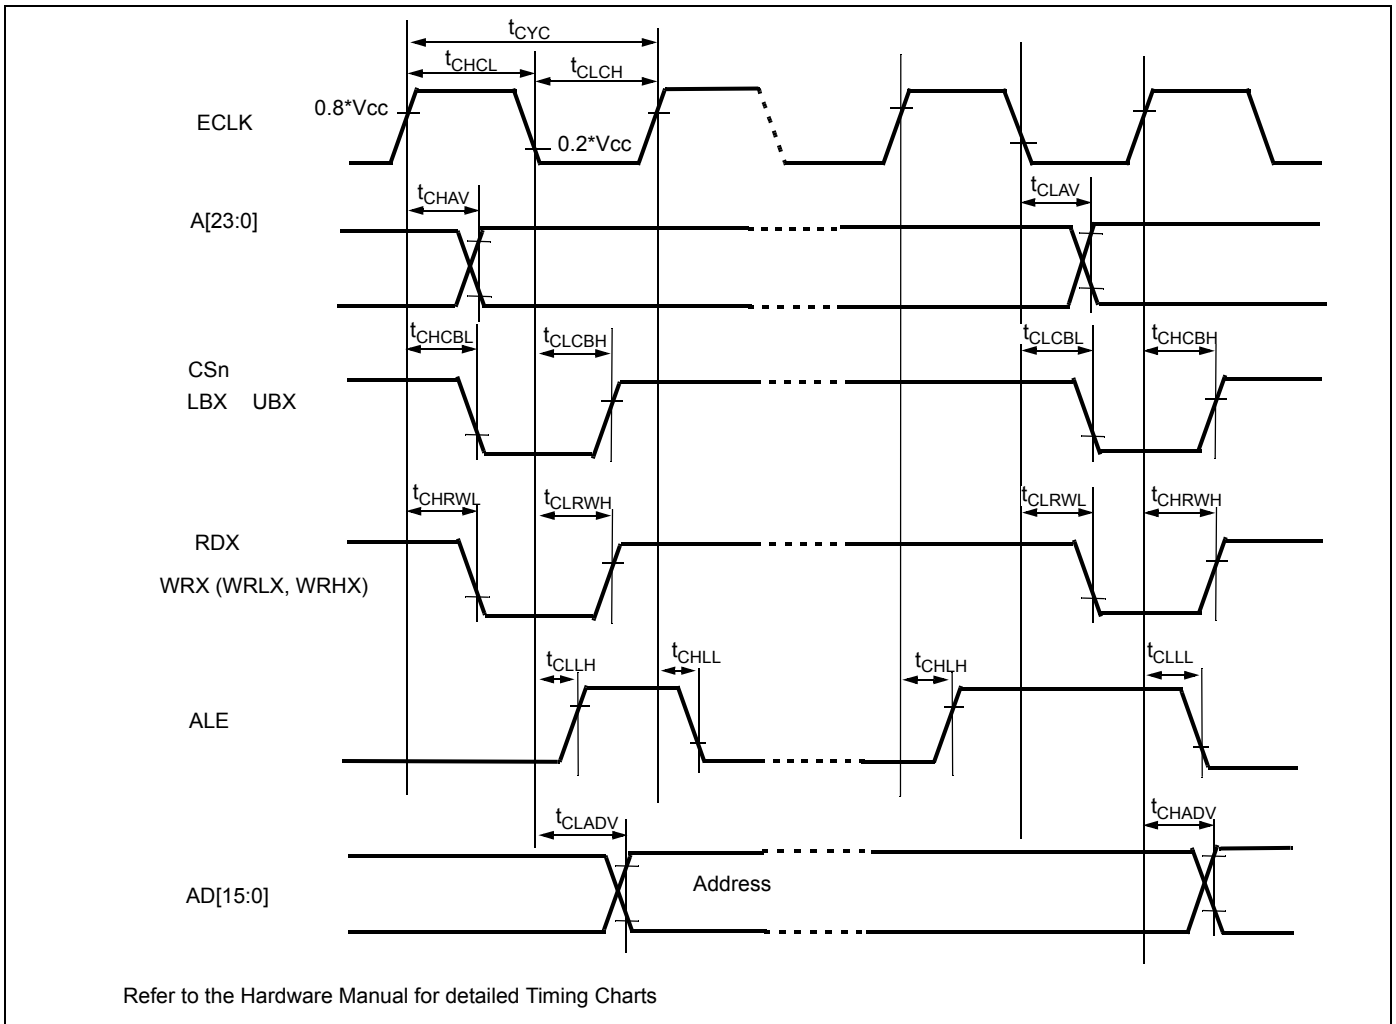 tCYC
tCHCL
tCLCH
0.8*Vcc
ECLK
0.2*Vcc
tCHAV
tCLAV
A[23:0]
tCHCBL
tCLCBH
tCLCBL
tCHCBH
CSn
LBX UBX
tCHRWL
tCLRWH
tCLRWL
tCHRWH
RDX
WRX (WRLX, WRHX)
tCLLH
tCHLL
tCHLH
tCLLL
ALE
tCLADV
tCHADV
Address
AD[15:0]
Refer to the Hardware Manual for detailed Timing Charts